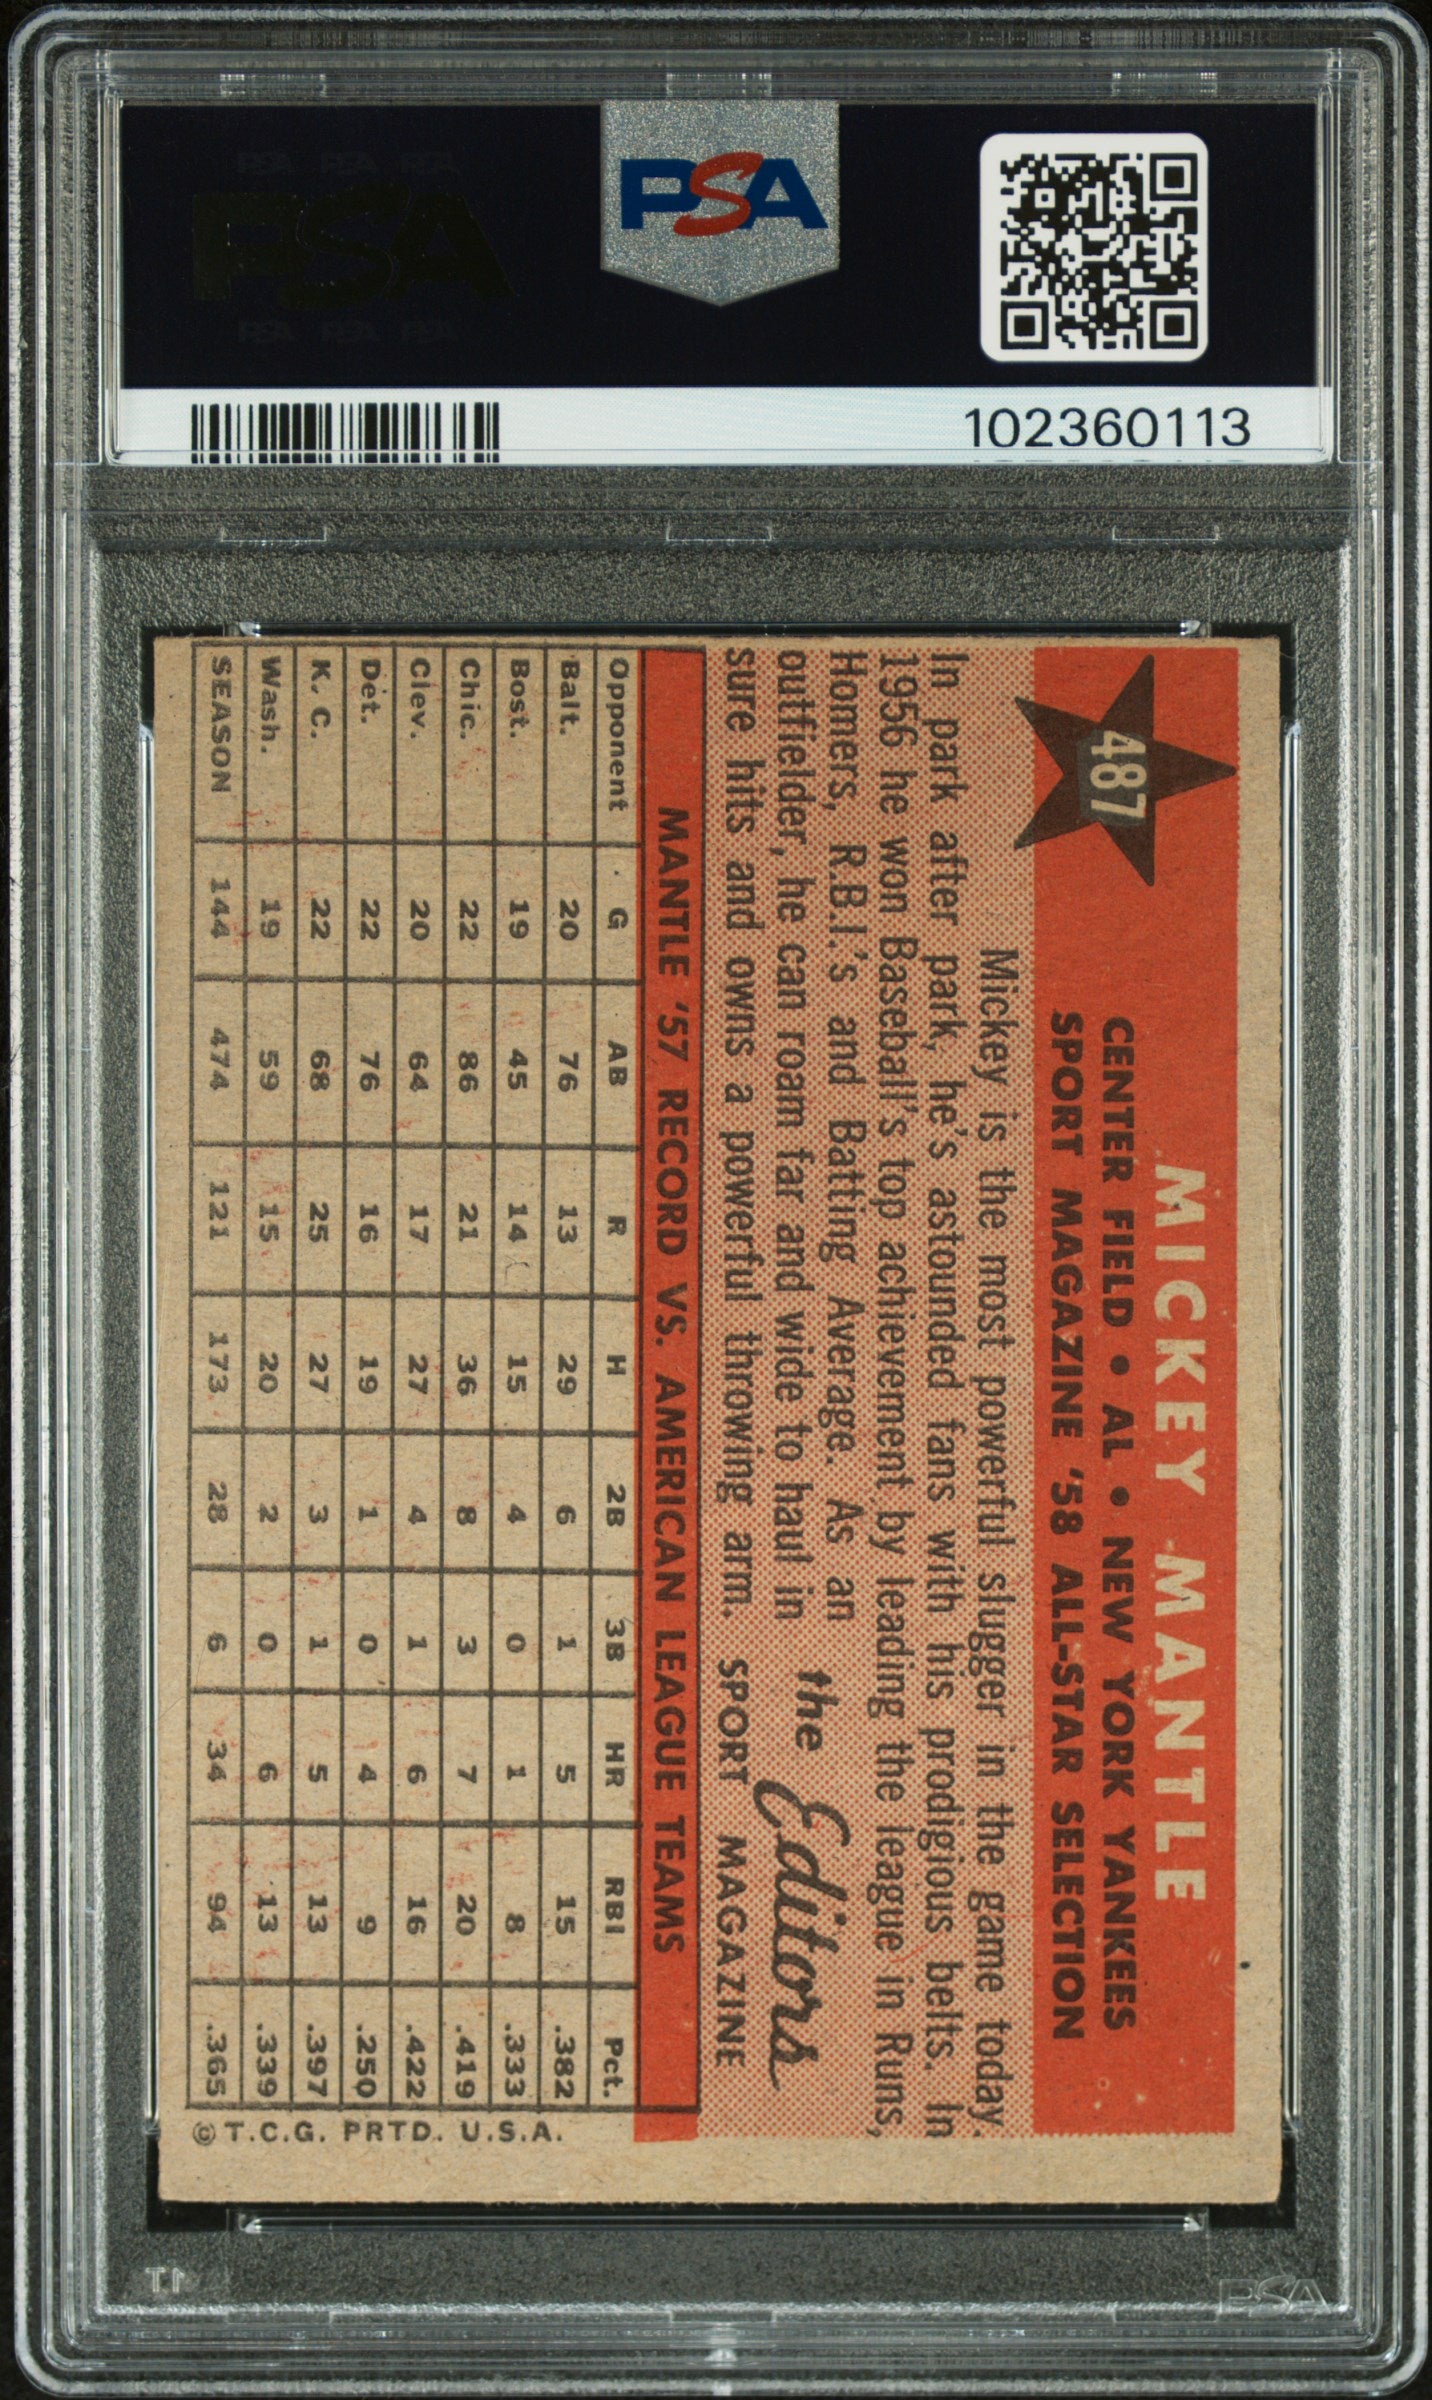 PSA
102360113
487
MICKEY MANTLE
CENTER FIELD • AL • NEW YORK YANKEES
SPORT MAGAZINE '58 ALL-STAR SELECTION
Mickey is the most powerful slugger in the game today.
In park after park, he's astounded fans with his prodigious belts. In
1956 he won Baseball's top achievement by leading the league in Runs,
Homers, R.B.I.'s and Batting Average. As an
outfielder, he can roam far and wide to haul in
sure hits and owns a powerful throwing arm.
the Editors
SPORT MAGAZINE
MANTLE '57 RECORD VS. AMERICAN LEAGUE TEAMS
Opponent G AB R H 2B 3B HR RBI Pct.
Balt. 20 76 13 29 6 1 5 15 .382
Bost. 19 45 14 15 4 0 1 8 .333
Chic. 22 86 21 36 8 3 7 20 .419
Clev. 20 64 17 27 4 1 6 16 .422
Det. 22 76 16 19 1 0 4 9 .250
K. C. 22 68 25 27 3 1 5 13 .397
Wash. 19 59 15 20 2 0 6 13 .339
SEASON 144 474 121 173 28 6 34 94 .365
© T.C.G. PRTD. U.S.A.
PSA